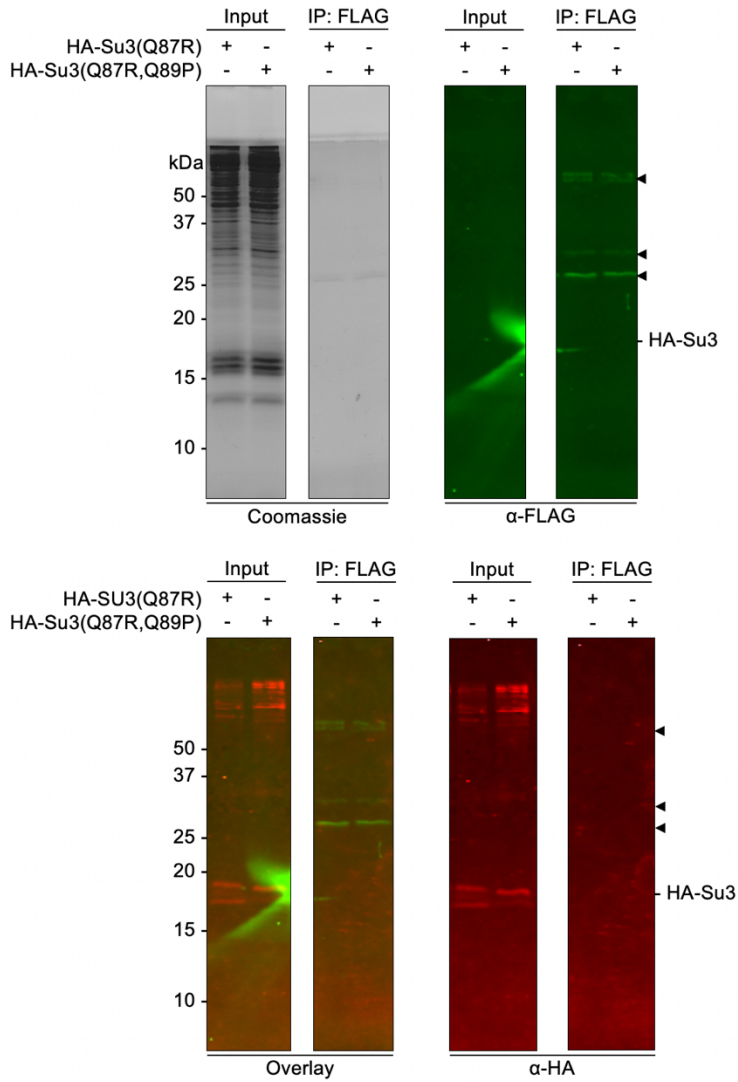 Input IP: FLAG Input IP: FLAG
HA-Su3(Q87R) + - + - + - + -
HA-Su3(Q87R,Q89P) - + - + - + - +
kDa
50
37
25
20
HA-Su3
15
10
Coomassie α-FLAG
Input IP: FLAG Input IP: FLAG
HA-SU3(Q87R) + - + - + - + -
HA-Su3(Q87R,Q89P) - + - + - + - +
50
37
25
20
HA-Su3
15
10
Overlay α-HA